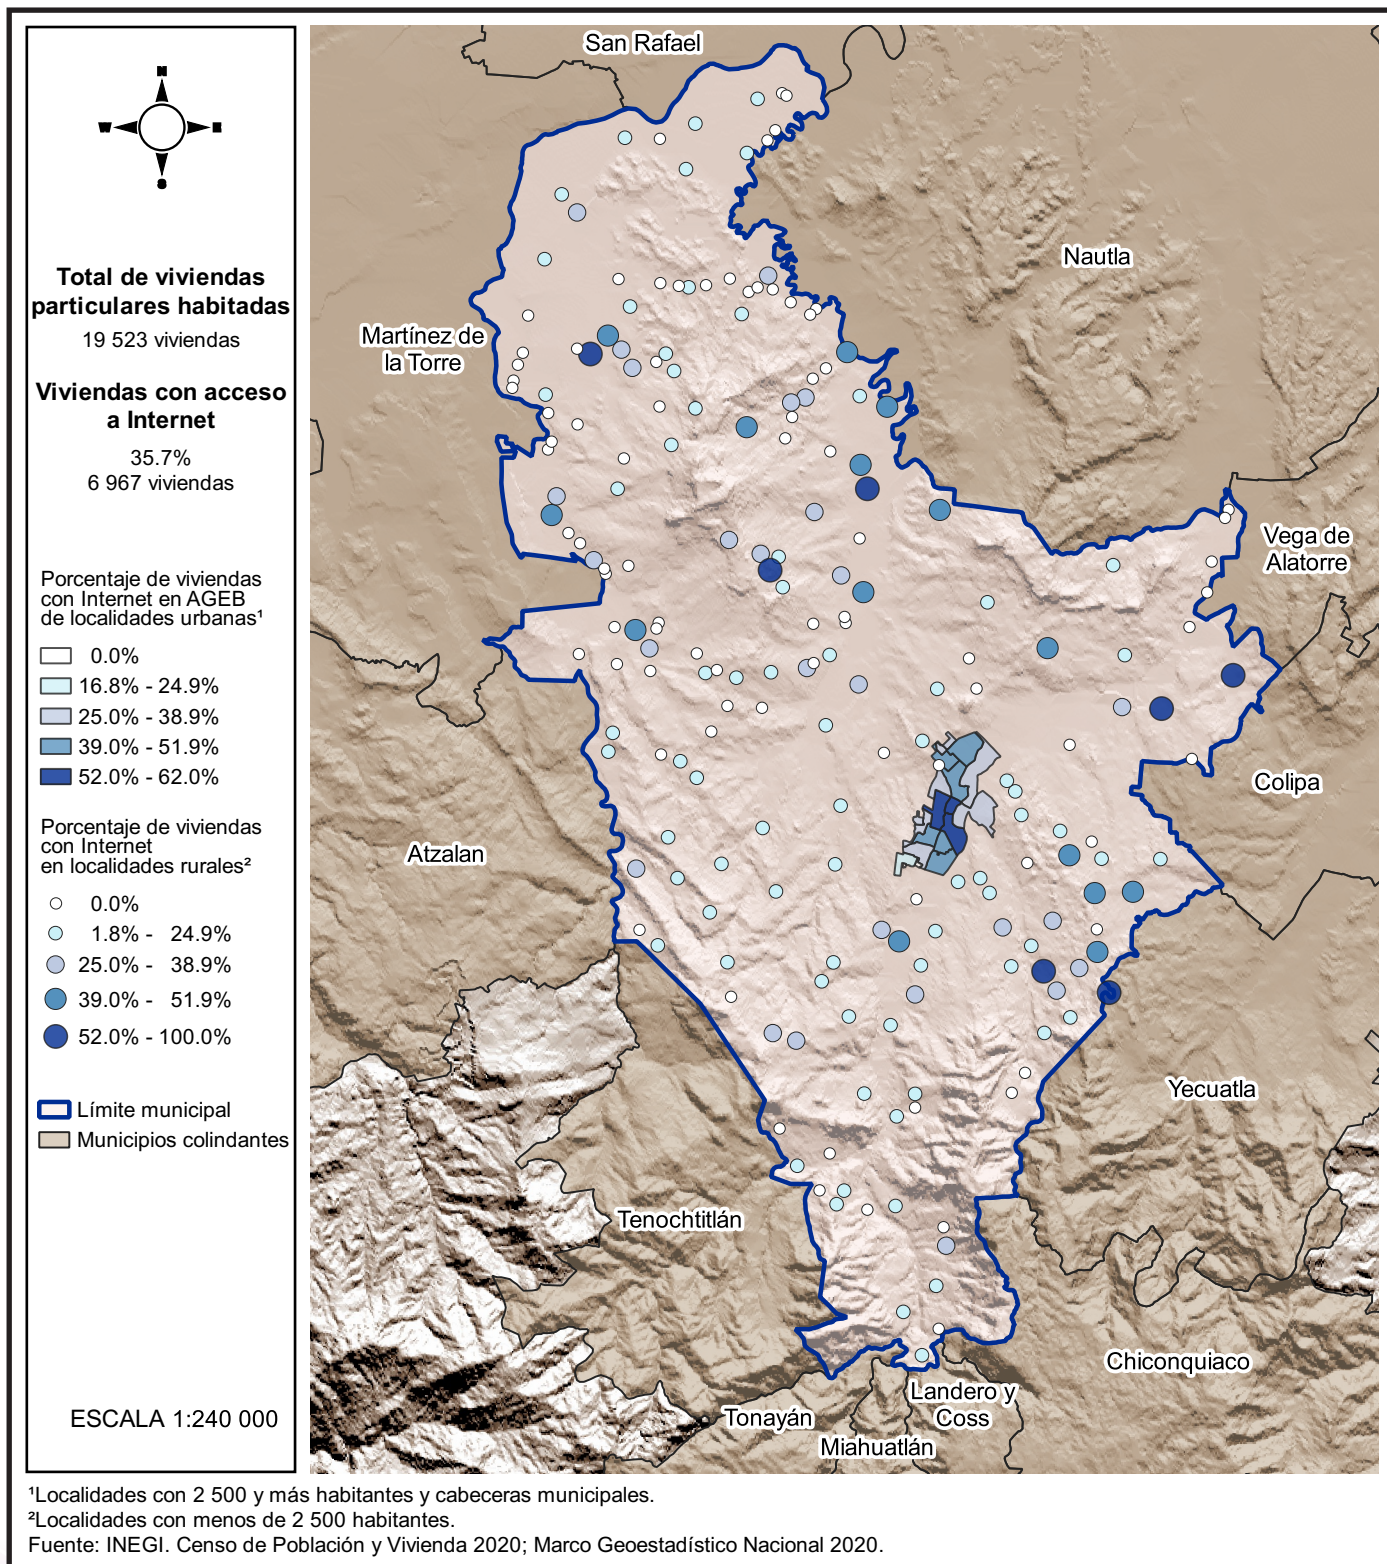 N
W
E
S
Total de viviendas
particulares habitadas
19 523 viviendas
Viviendas con acceso
a Internet
35.7%
6 967 viviendas
Porcentaje de viviendas
con Internet en AGEB
de localidades urbanas¹
0.0%
16.8% - 24.9%
25.0% - 38.9%
39.0% - 51.9%
52.0% - 62.0%
Porcentaje de viviendas
con Internet
en localidades rurales²
0.0%
1.8% - 24.9%
25.0% - 38.9%
39.0% - 51.9%
52.0% - 100.0%
Límite municipal
Municipios colindantes
ESCALA 1:240 000
San Rafael
Nautla
Martínez de
la Torre
Vega de
Alatorre
Colipa
Atzalan
Yecuatla
Tenochtitlán
Chiconquiaco
Landero y
Coss
Tonayán
Miahuatlán
¹Localidades con 2 500 y más habitantes y cabeceras municipales.
²Localidades con menos de 2 500 habitantes.
Fuente: INEGI. Censo de Población y Vivienda 2020; Marco Geoestadístico Nacional 2020.